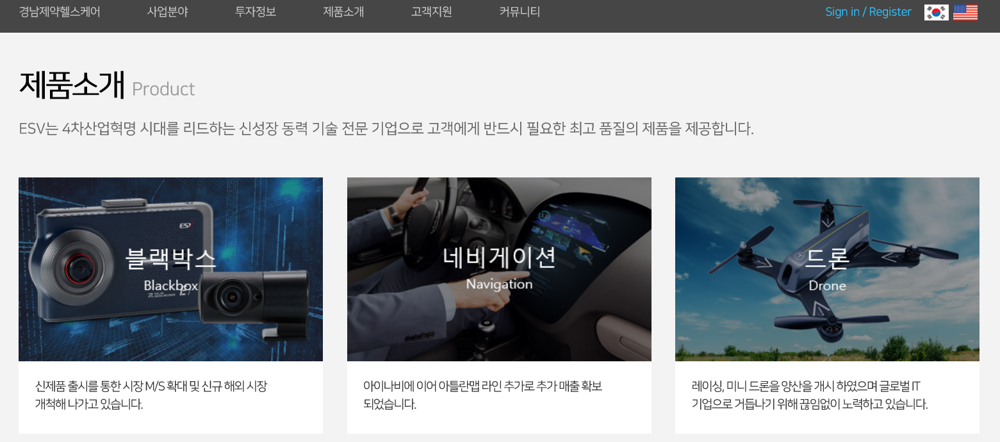 경남제약헬스케어 사업분야 투자정보 제품소개 고객지원 커뮤니티 Sign in / Register
제품소개 Product
ESV는 4차산업혁명 시대를 리드하는 신성장 동력 기술 전문 기업으로 고객에게 반드시 필요한 최고 품질의 제품을 제공합니다.
ESV
블랙박스
Blackbox
신제품 출시를 통한 시장 M/S 확대 및 신규 해외 시장
개척해 나가고 있습니다.
네비게이션
Navigation
아이나비에 이어 아틀란맵 라인 추가로 추가 매출 확보
되었습니다.
드론
Drone
레이싱, 미니 드론을 양산을 개시 하였으며 글로벌 IT
기업으로 거듭나기 위해 끊임없이 노력하고 있습니다.